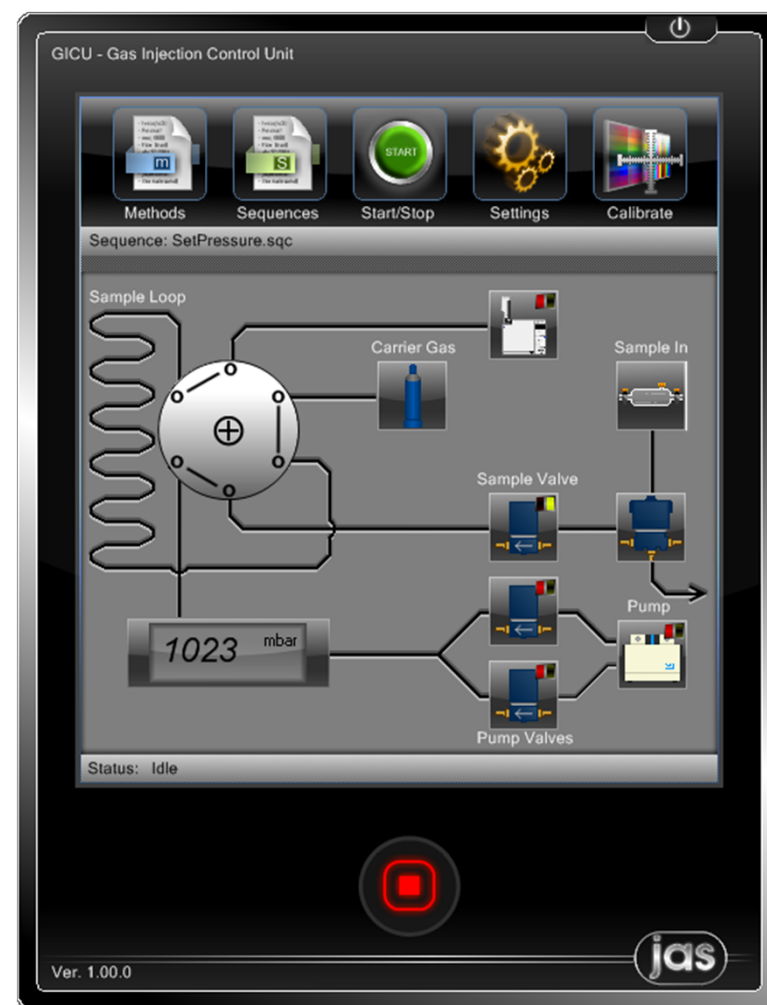 GICU - Gas Injection Control Unit
m
S
START
Methods
Sequences
Start/Stop
Settings
Calibrate
Sequence: SetPressure.sqc
Sample Loop
Carrier Gas
Sample In
Sample Valve
1023 mbar
Pump
Pump Valves
Status: Idle
Ver. 1.00.0
jas